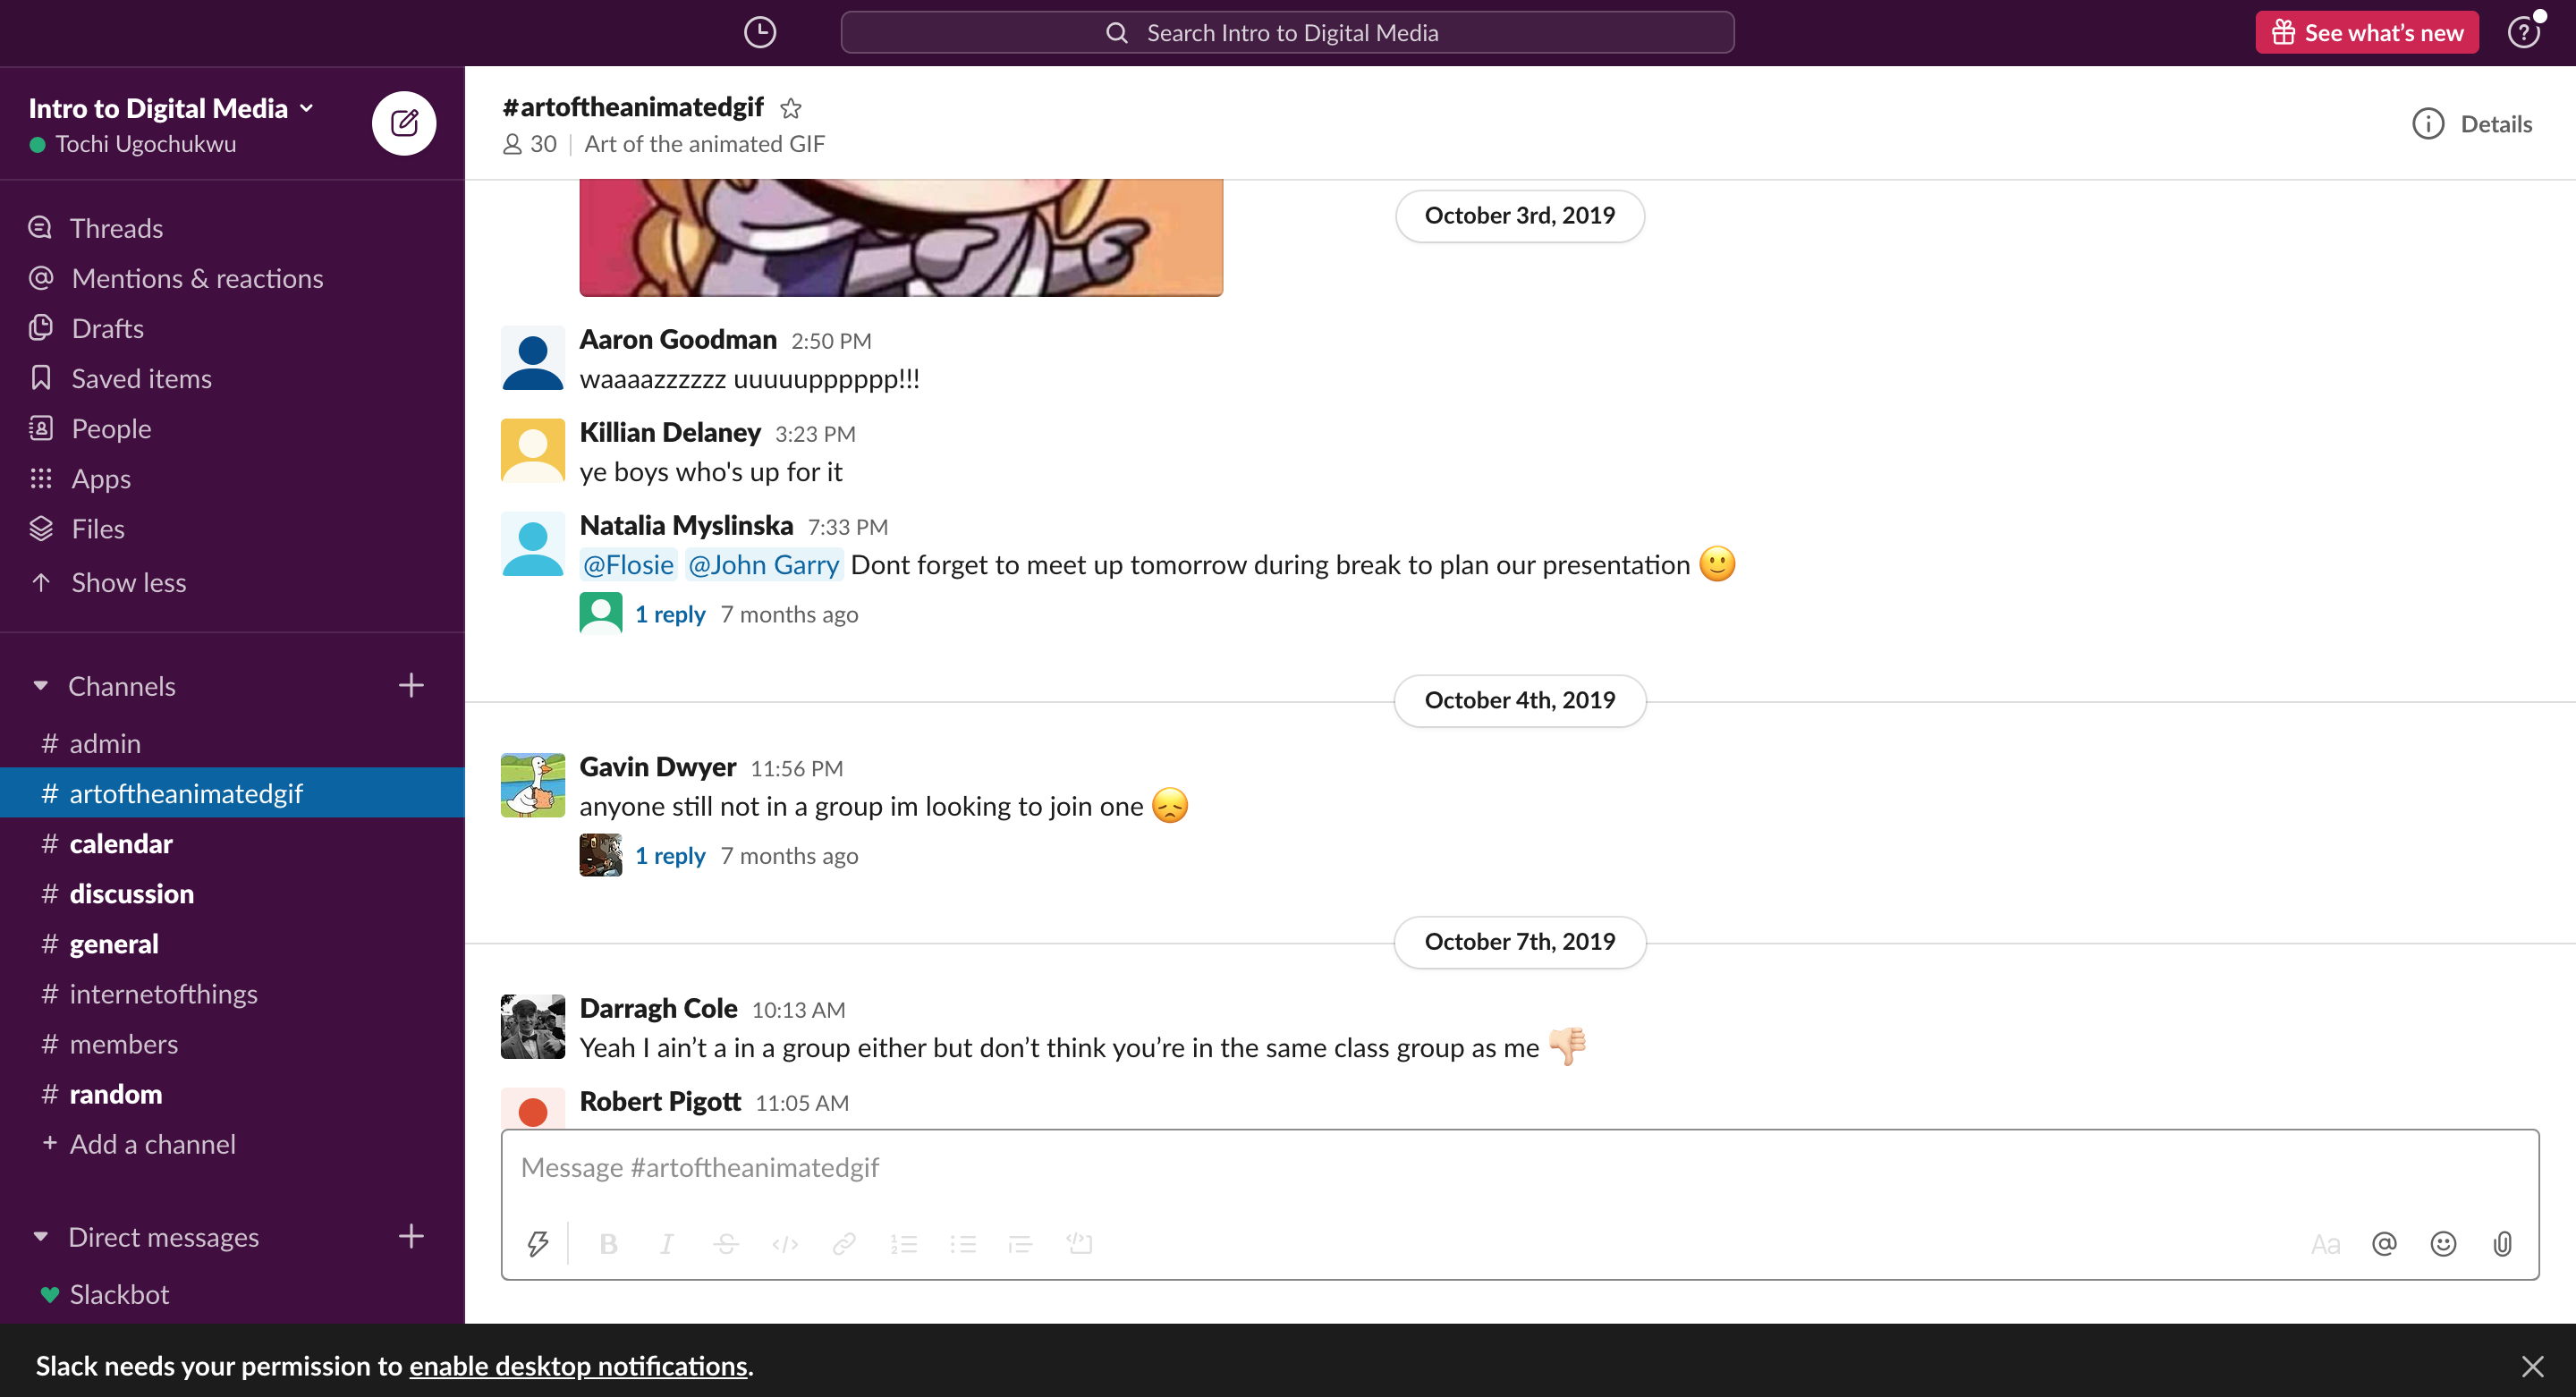 Search Intro to Digital Media
See what's new
Intro to Digital Media
Tochi Ugochukwu
Threads
Mentions & reactions
Drafts
Saved items
People
Apps
Files
Show less
Channels
# admin
# artoftheanimatedgif
# calendar
# discussion
# general
# internetofthings
# members
# random
+ Add a channel
Direct messages
Slackbot
#artoftheanimatedgif
30 | Art of the animated GIF
Details
October 3rd, 2019
Aaron Goodman 2:50 PM
waaaazzzzzz uuuuupppppp!!!
Killian Delaney 3:23 PM
ye boys who's up for it
Natalia Myslinska 7:33 PM
@Flosie @John Garry Dont forget to meet up tomorrow during break to plan our presentation 🙂
1 reply 7 months ago
October 4th, 2019
Gavin Dwyer 11:56 PM
anyone still not in a group im looking to join one 😞
1 reply 7 months ago
October 7th, 2019
Darragh Cole 10:13 AM
Yeah I ain’t a in a group either but don’t think you’re in the same class group as me 👎🏻
Robert Pigott 11:05 AM
Message #artoftheanimatedgif
B I S </> Aa @
Slack needs your permission to enable desktop notifications.